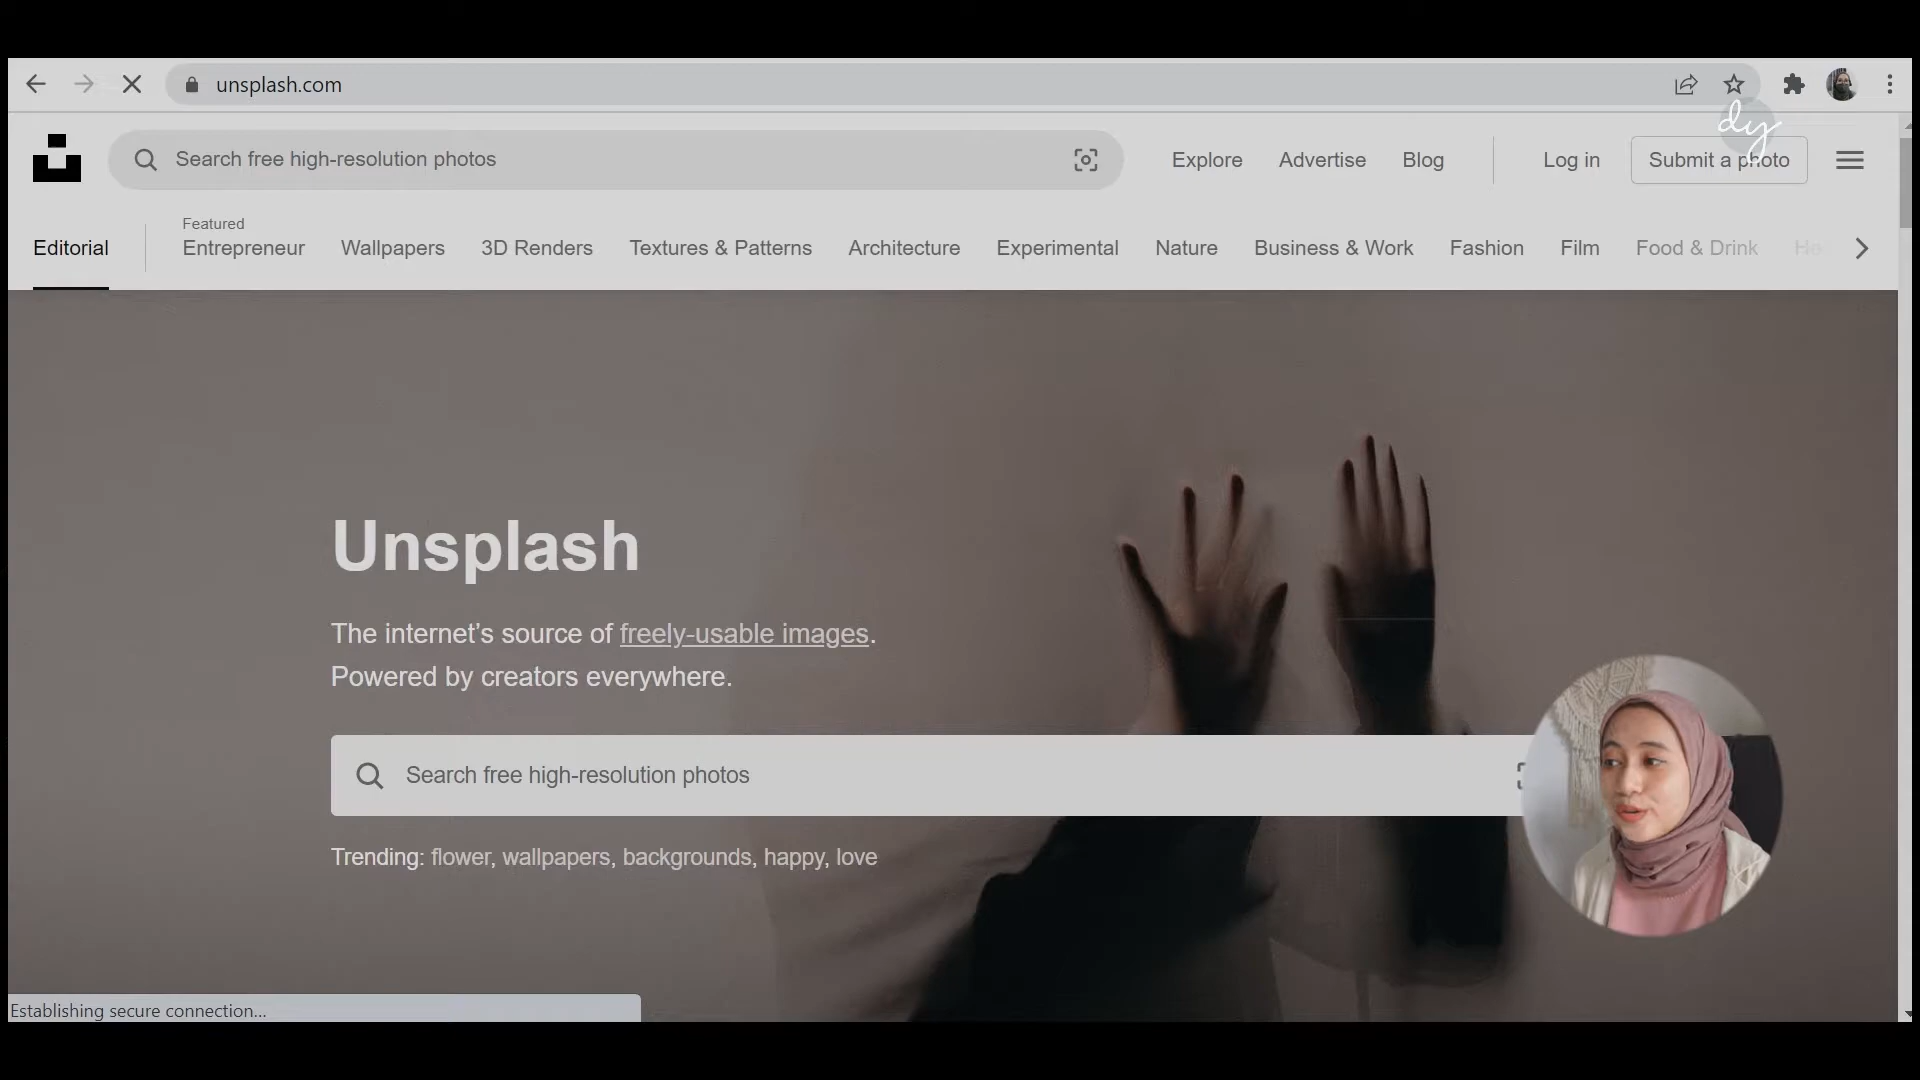 unsplash.com
dy
Search free high-resolution photos
Explore
Advertise
Blog
Log in
Submit a photo
Featured
Editorial
Entrepreneur
Wallpapers
3D Renders
Textures & Patterns
Architecture
Experimental
Nature
Business & Work
Fashion
Film
Food & Drink
Unsplash
The internet’s source of freely-usable images.
Powered by creators everywhere.
Search free high-resolution photos
Trending: flower, wallpapers, backgrounds, happy, love
Establishing secure connection...